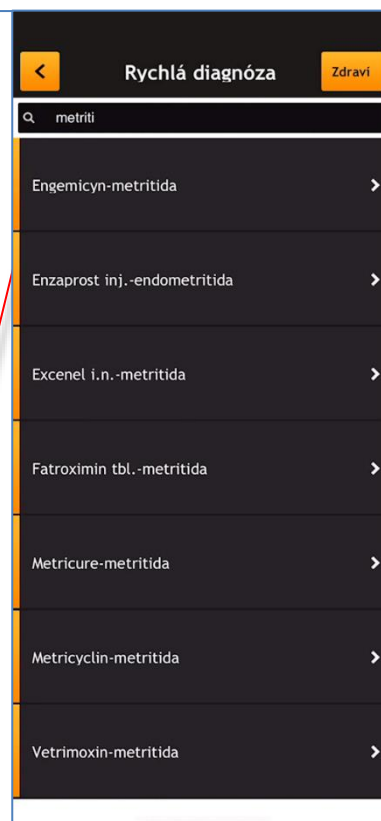 Rychlá diagnóza
Zdraví
metriti
Engemicyn-metritida
Enzaprost inj.-endometritida
Excenel i.n.-metritida
Fatroximin tbl.-metritida
Metricure-metritida
Metricyclin-metritida
Vetrimoxin-metritida